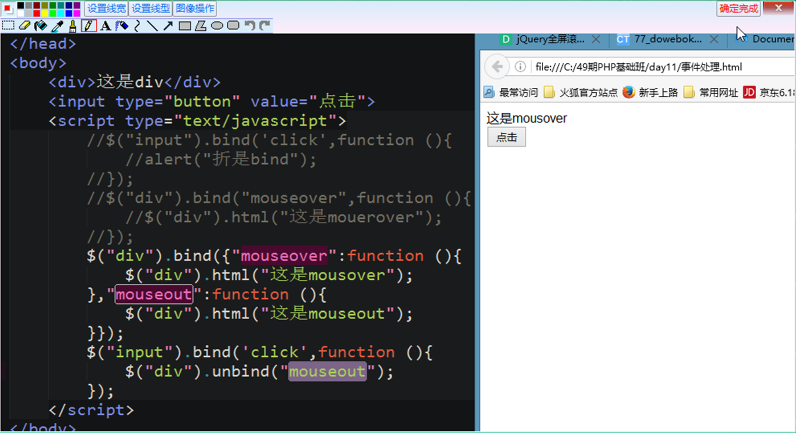 设置线宽 设置线型 图像操作 确定完成
</head>
<body>
<div>这是div</div>
<input type="button" value="点击">
<script type="text/javascript">
//$("input").bind('click',function (){
//alert("折是bind");
//});
//$("div").bind("mouseover",function (){
//$("div").html("这是mouerover");
//});
$("div").bind({"mouseover":function (){
$("div").html("这是mousover");
},"mouseout":function (){
$("div").html("这是mouseout");
}});
$("input").bind('click',function (){
$("div").unbind("mouseout");
});
</script>
</body>
jQuery全屏滚... 77_dowebok... Documen
file:///C:/49期PHP基础班/day11/事件处理.html
最常访问 火狐官方站点 新手上路 常用网址 JD 京东6.18
这是mousover
点击